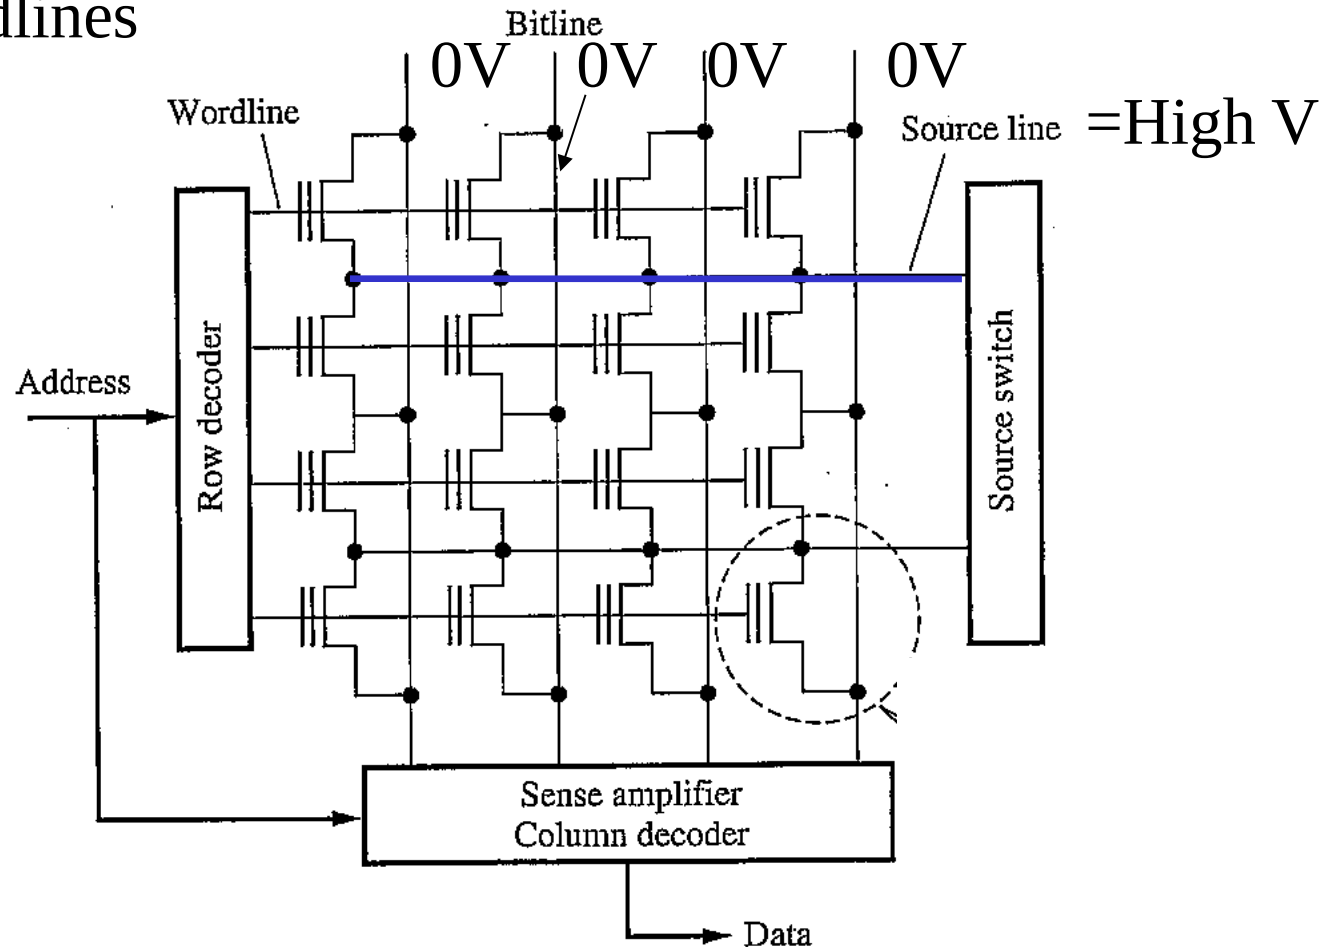 dlines
Bitline
0V 0V 0V 0V
Wordline
Source line =High V
Address
Row decoder
Source switch
Sense amplifier
Column decoder
Data